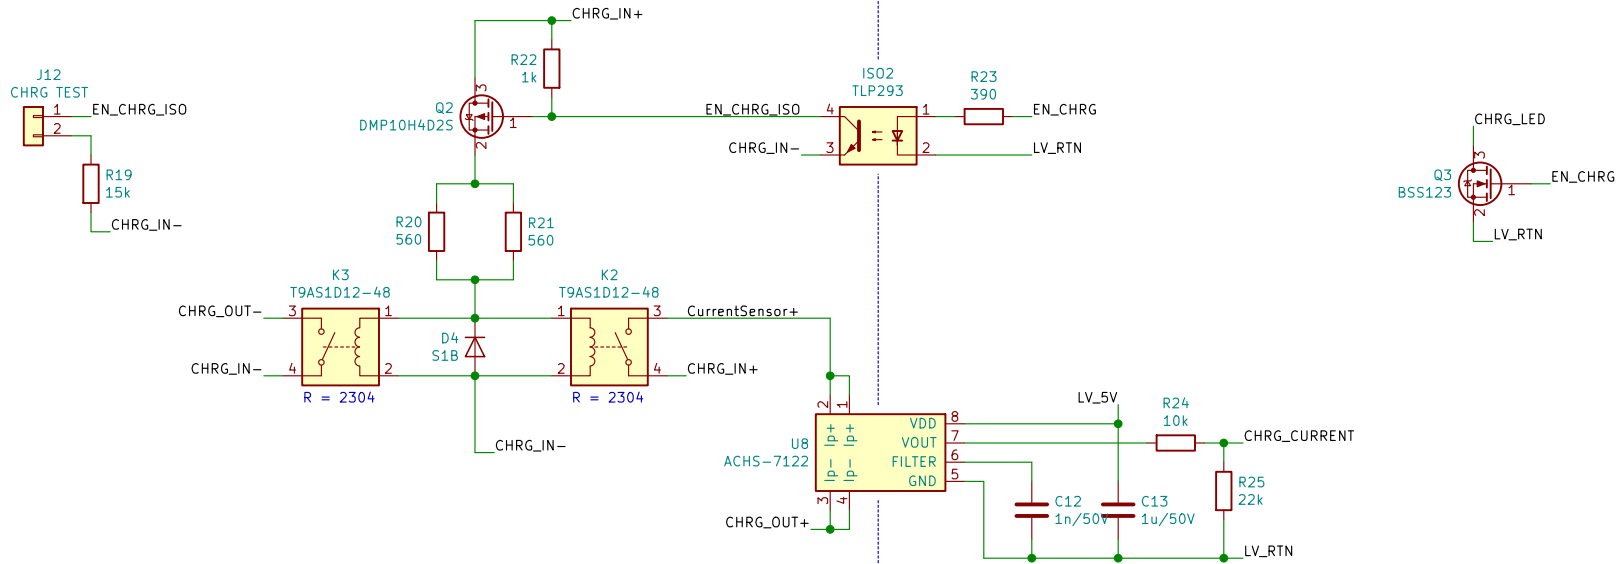 CHRG_IN+
R22
1k
J12
CHRG TEST
1
EN_CHRG_ISO
2
R19
15k
CHRG_IN-
3
Q2
DMP10H4D2S
1
2
EN_CHRG_ISO
4
CHRG_IN-
3
ISO2
TLP293
1
2
R23
390
EN_CHRG
LV_RTN
CHRG_LED
3
Q3
BSS123
1
EN_CHRG
2
LV_RTN
R20
560
R21
560
K3
T9AS1D12-48
CHRG_OUT-
3
1
CHRG_IN-
4
2
R = 2304
D4
S1B
K2
T9AS1D12-48
1
3
CurrentSensor+
2
4
CHRG_IN+
R = 2304
CHRG_IN-
2
1
Ip+
Ip+
U8
ACHS-7122
Ip-
Ip-
3
4
CHRG_OUT+
VDD
8
VOUT
7
FILTER
6
GND
5
LV_5V
R24
10k
CHRG_CURRENT
R25
22k
C12
1n/50V
C13
1u/50V
LV_RTN